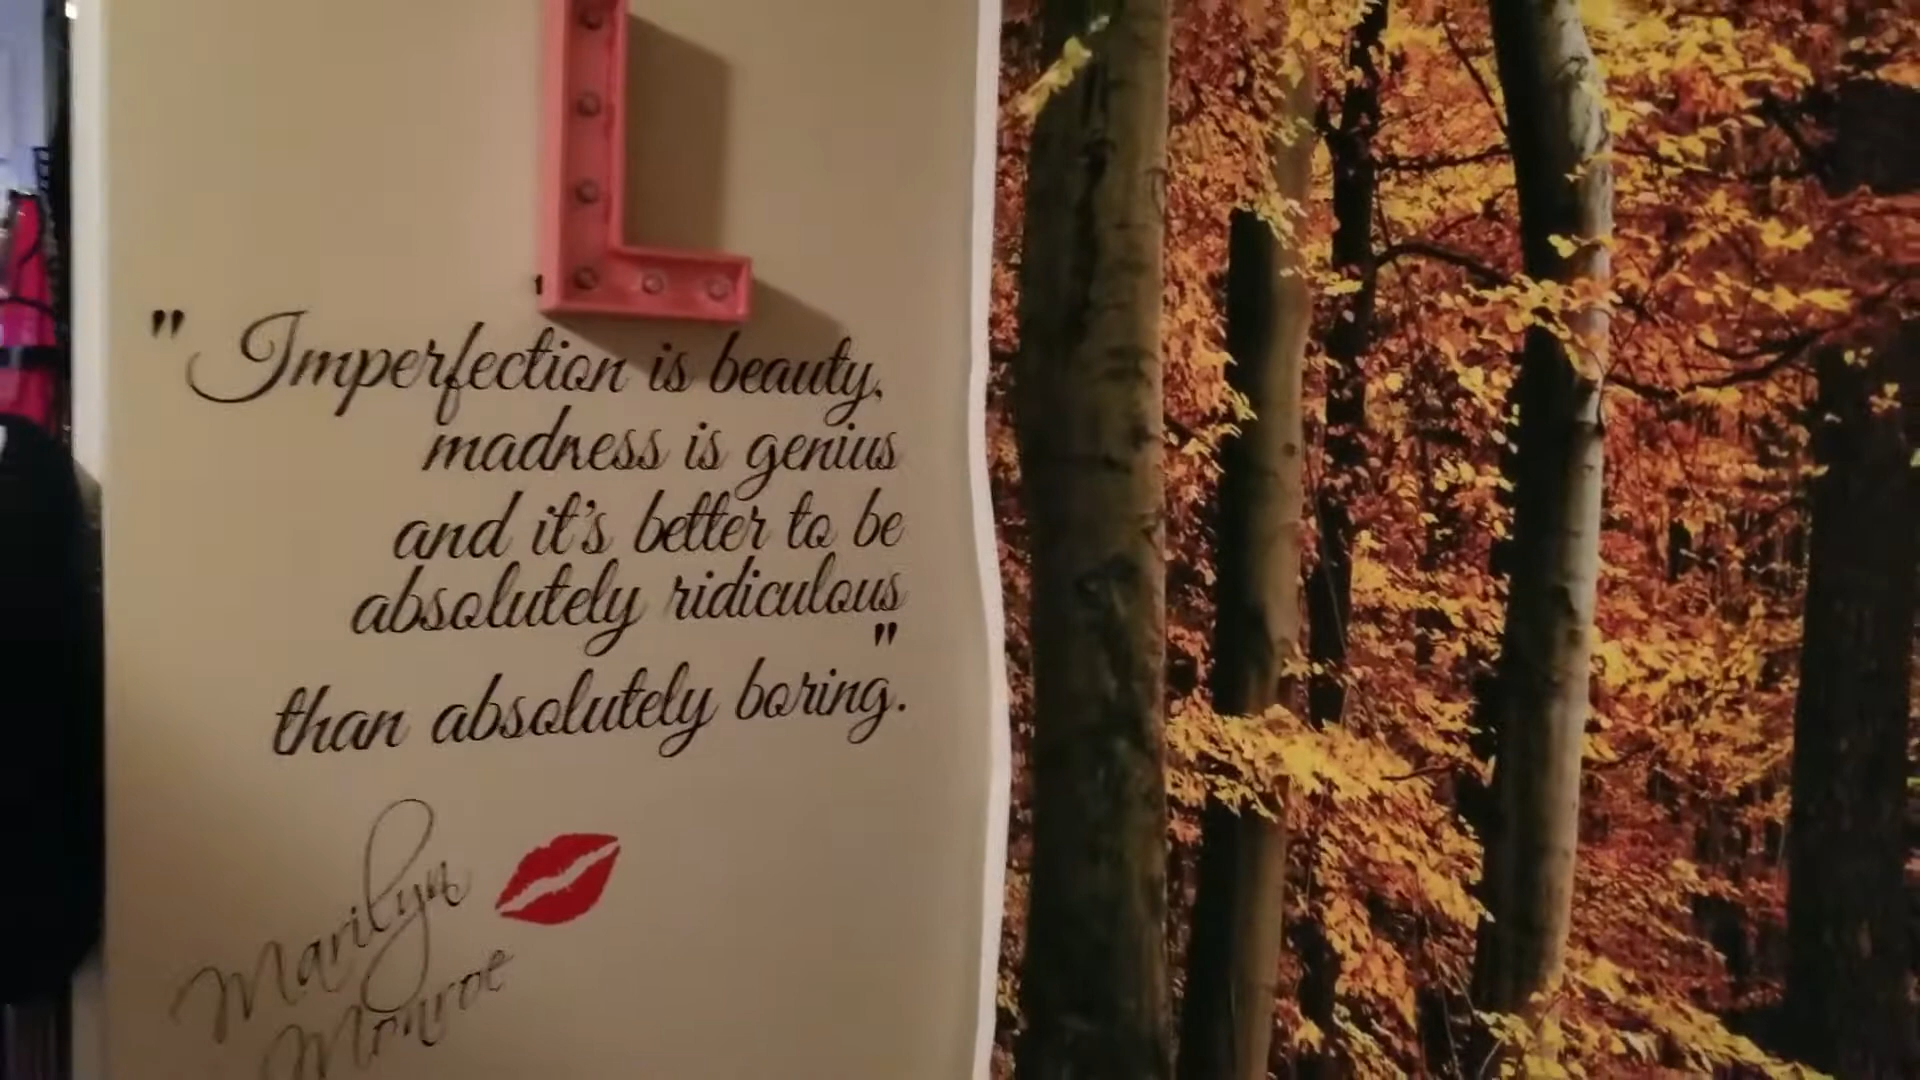 L
" Imperfection is beauty,
madness is genius
and it's better to be
absolutely ridiculous
than absolutely boring."
Marilyn
Monroe